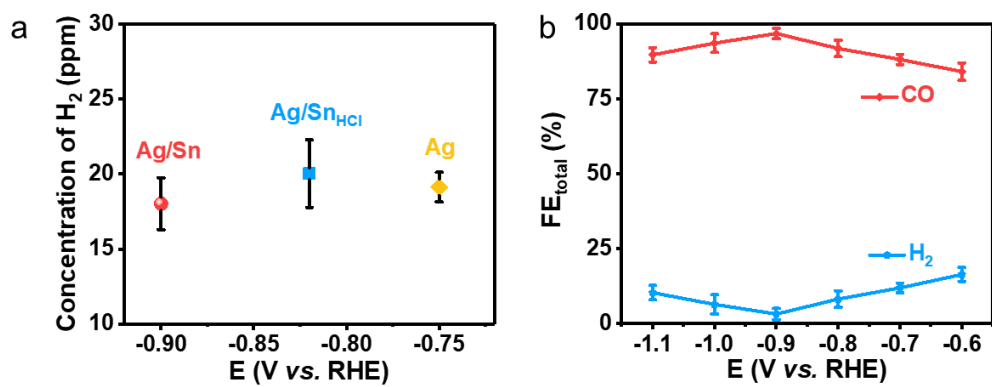 a
Concentration of H₂ (ppm)
30
25
20
15
10
Ag/Sn
Ag/SnHCl
Ag
-0.90
-0.85
-0.80
-0.75
E (V vs. RHE)
b
FEtotal (%)
100
75
50
25
0
CO
H₂
-1.1
-1.0
-0.9
-0.8
-0.7
-0.6
E (V vs. RHE)